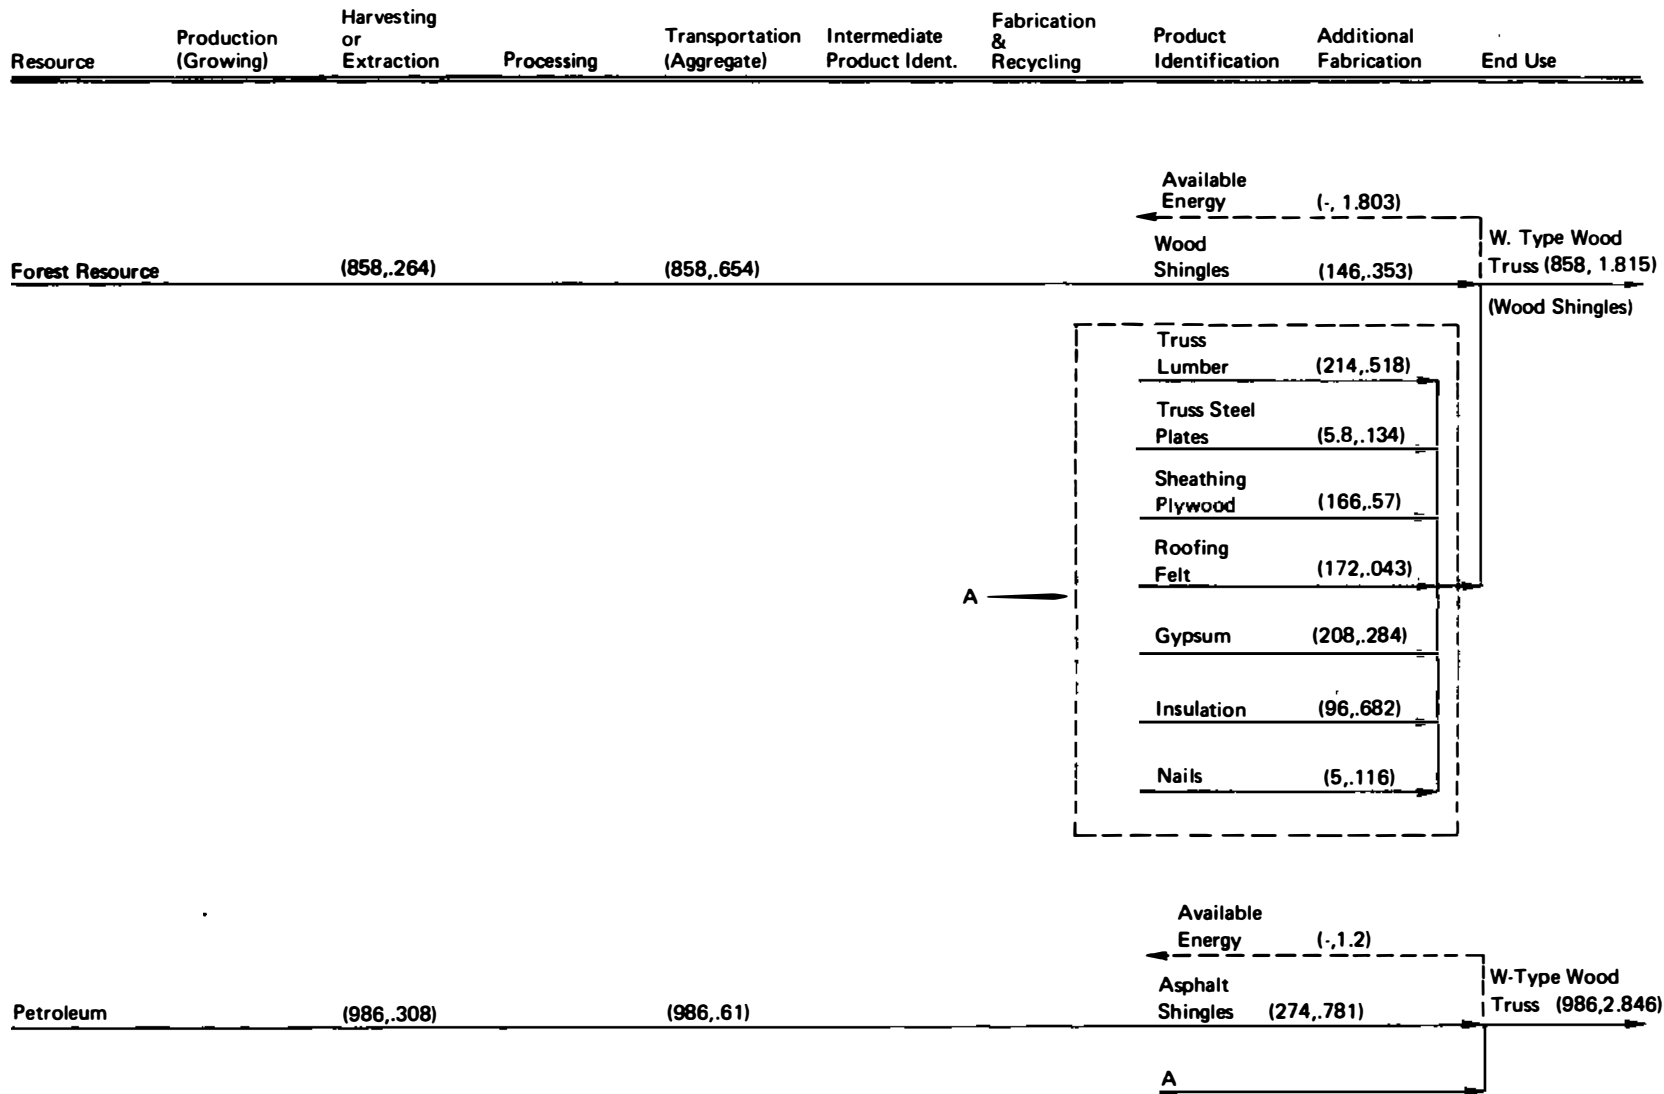 Resource
Production
(Growing)
Harvesting
or
Extraction
Processing
Transportation
(Aggregate)
Intermediate
Product Ident.
Fabrication
&
Recycling
Product
Identification
Additional
Fabrication
End Use
Available
Energy (-, 1.803)
Forest Resource (858,.264) (858,.654)
Wood
Shingles (146,.353)
W. Type Wood
Truss (858, 1.815)
(Wood Shingles)
Truss
Lumber (214,.518)
Truss Steel
Plates (5.8,.134)
Sheathing
Plywood (166,.57)
Roofing
Felt (172,.043)
A
Gypsum (208,.284)
Insulation (96,.682)
Nails (5,.116)
Available
Energy (-,1.2)
Petroleum (986,.308) (986,.61)
Asphalt
Shingles (274,.781)
W-Type Wood
Truss (986,2.846)
A